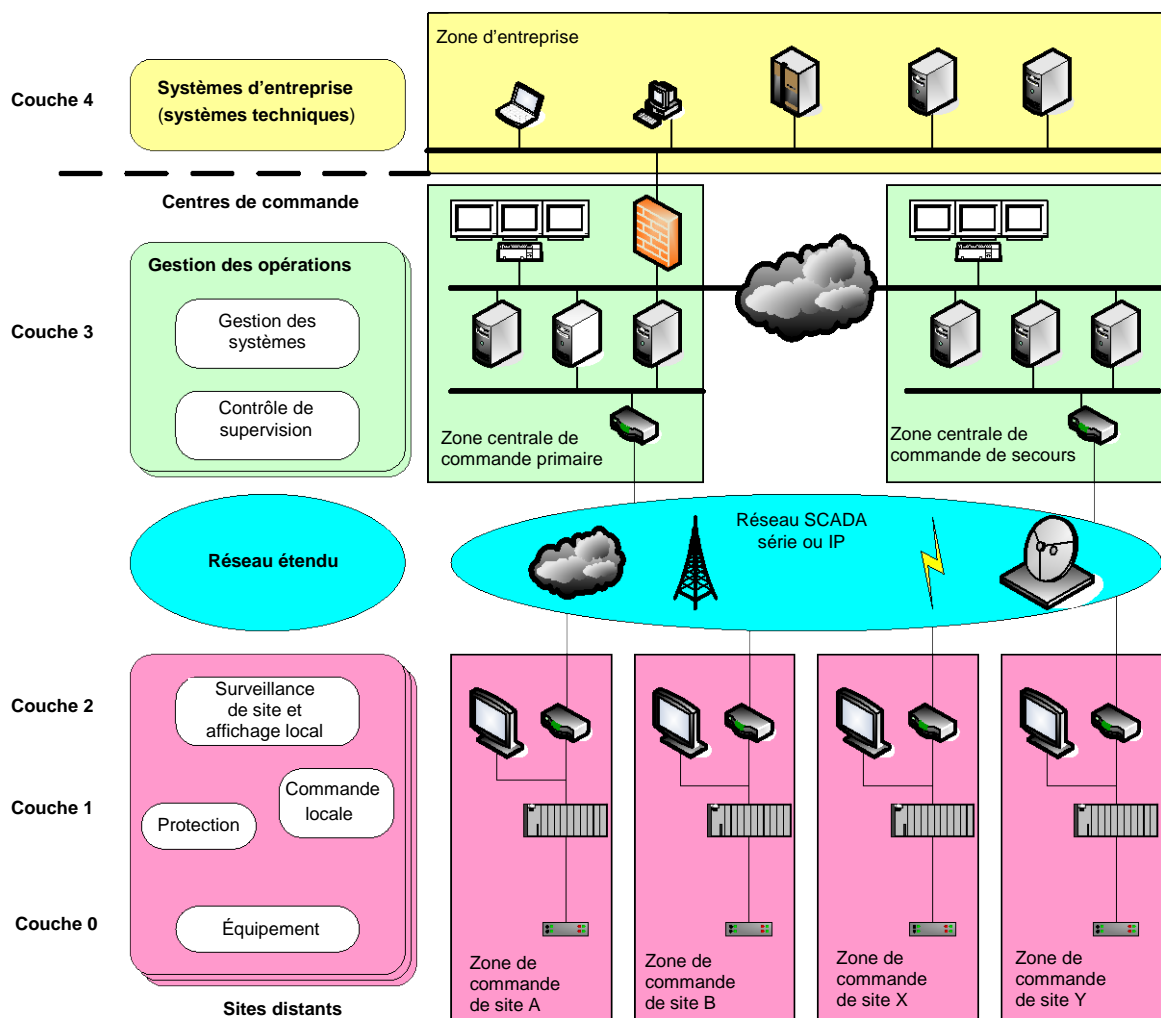 Zone d'entreprise
Couche 4
Systèmes d'entreprise
(systèmes techniques)
Centres de commande
Gestion des opérations
Couche 3
Gestion des
systèmes
Contrôle de
supervision
Zone centrale de
commande primaire
Zone centrale de
commande de secours
Réseau étendu
Réseau SCADA
série ou IP
Couche 2
Surveillance
de site et
affichage local
Couche 1
Commande
locale
Protection
Couche 0
Équipement
Zone de
commande
de site A
Zone de
commande
de site B
Zone de
commande
de site X
Zone de
commande
de site Y
Sites distants